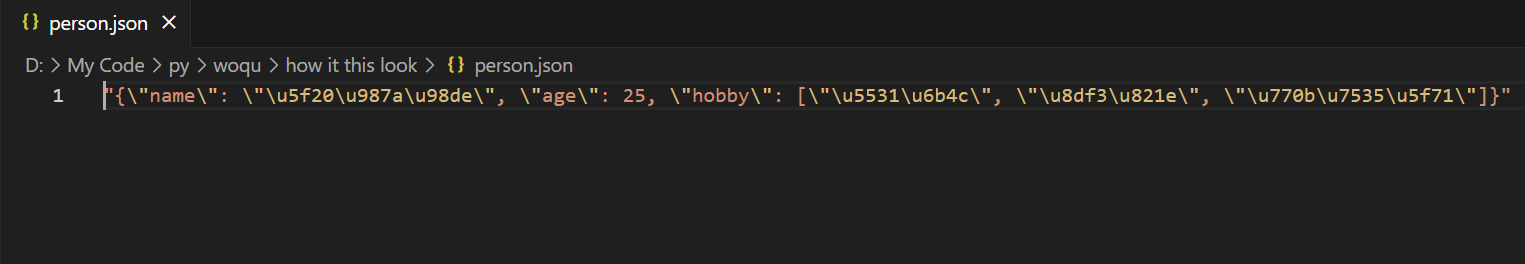 {} person.json ×
D: > My Code > py > woqu > how it this look > {} person.json
1 "{\"name\": \"\u5f20\u987a\u98de\", \"age\": 25, \"hobby\": [\"\u5531\u6b4c\", \"\u8df3\u821e\", \"\u770b\u7535\u5f71\"]}"